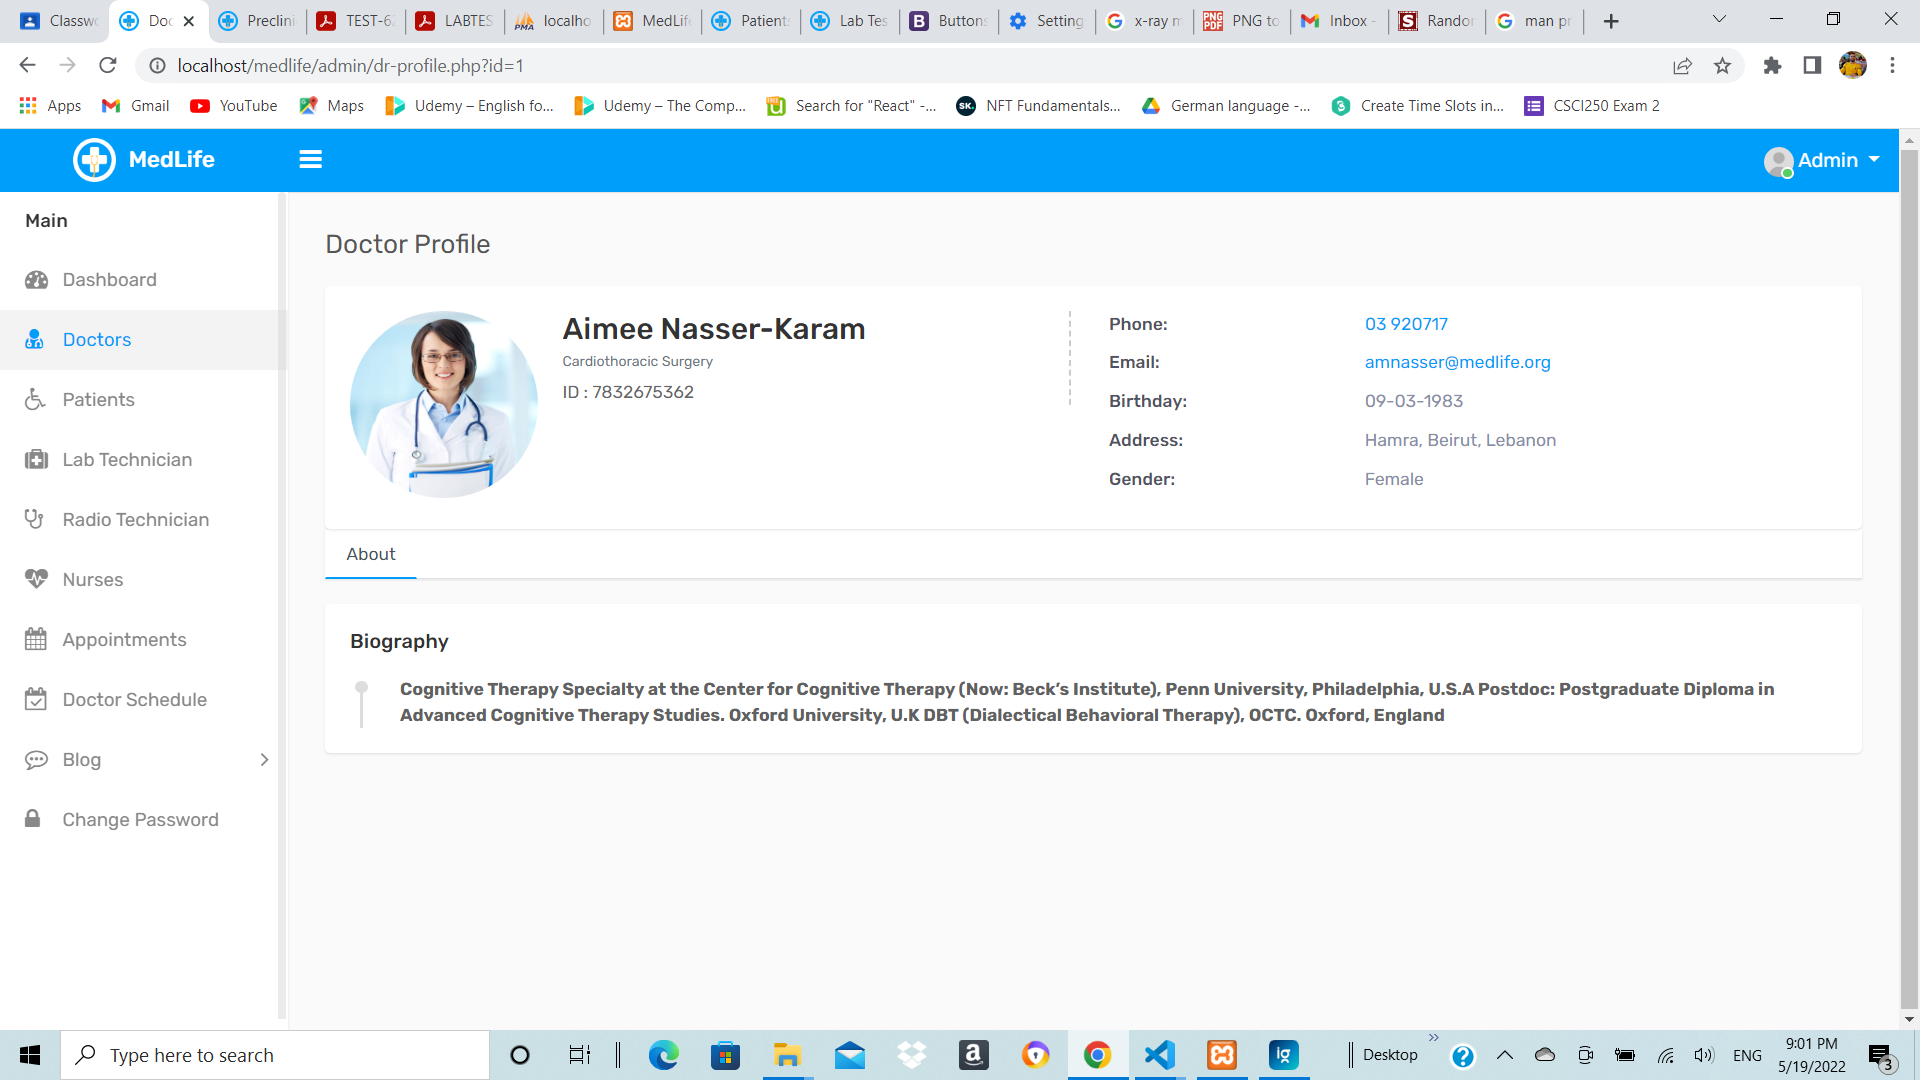 Classw
Doc
Preclini
TEST-62
LABTES
localho
MedLife
Patients
Lab Tes
Buttons
Setting
x-ray m
PNG to
Inbox -
Randor
man pr
localhost/medlife/admin/dr-profile.php?id=1
Apps
Gmail
YouTube
Maps
Udemy – English fo...
Udemy – The Comp...
Search for "React" -...
NFT Fundamentals...
German language -...
Create Time Slots in...
CSCI250 Exam 2
MedLife
Admin
Main
Dashboard
Doctors
Patients
Lab Technician
Radio Technician
Nurses
Appointments
Doctor Schedule
Blog
Change Password
Doctor Profile
Aimee Nasser-Karam
Cardiothoracic Surgery
ID : 7832675362
Phone: 03 920717
Email: amnasser@medlife.org
Birthday: 09-03-1983
Address: Hamra, Beirut, Lebanon
Gender: Female
About
Biography
Cognitive Therapy Specialty at the Center for Cognitive Therapy (Now: Beck’s Institute), Penn University, Philadelphia, U.S.A Postdoc: Postgraduate Diploma in
Advanced Cognitive Therapy Studies. Oxford University, U.K DBT (Dialectical Behavioral Therapy), OCTC. Oxford, England
Type here to search
Desktop
ENG
9:01 PM
5/19/2022
3